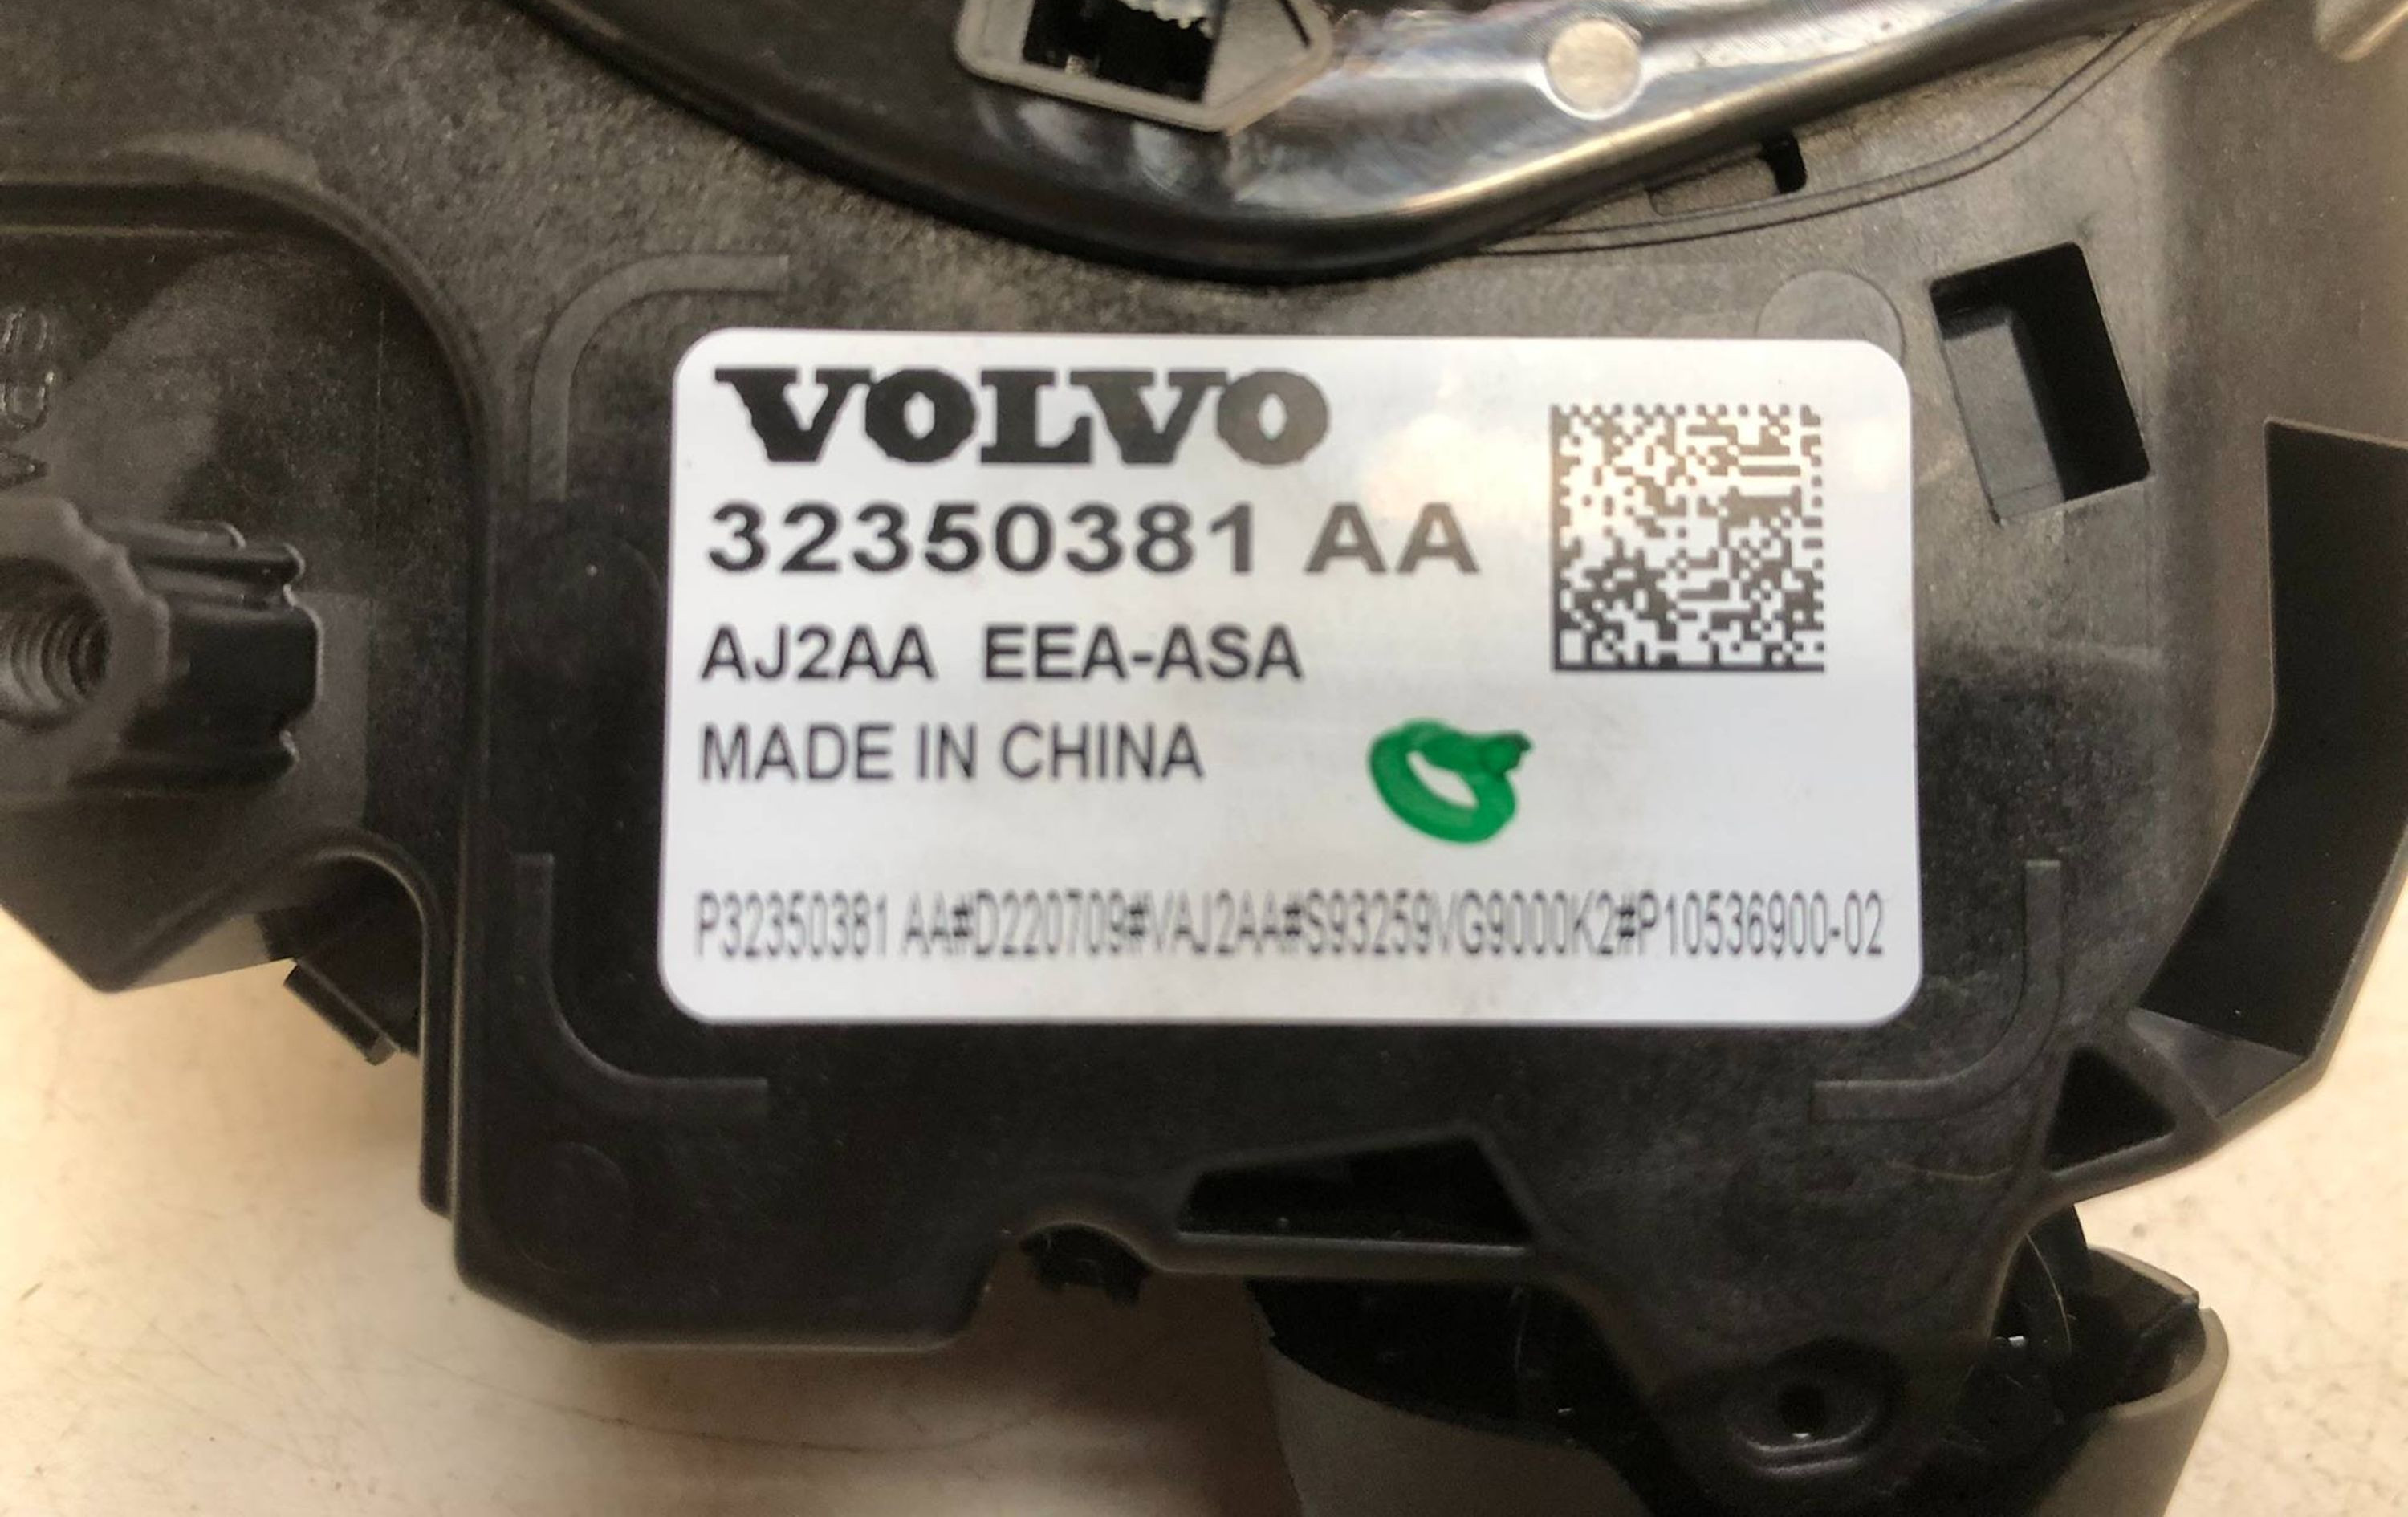 VOLVO
32350381 AA
AJ2AA EEA-ASA
MADE IN CHINA
P32350381 AA#D220709#VAJ2AA#S93259VG9000K2#P10536900-02